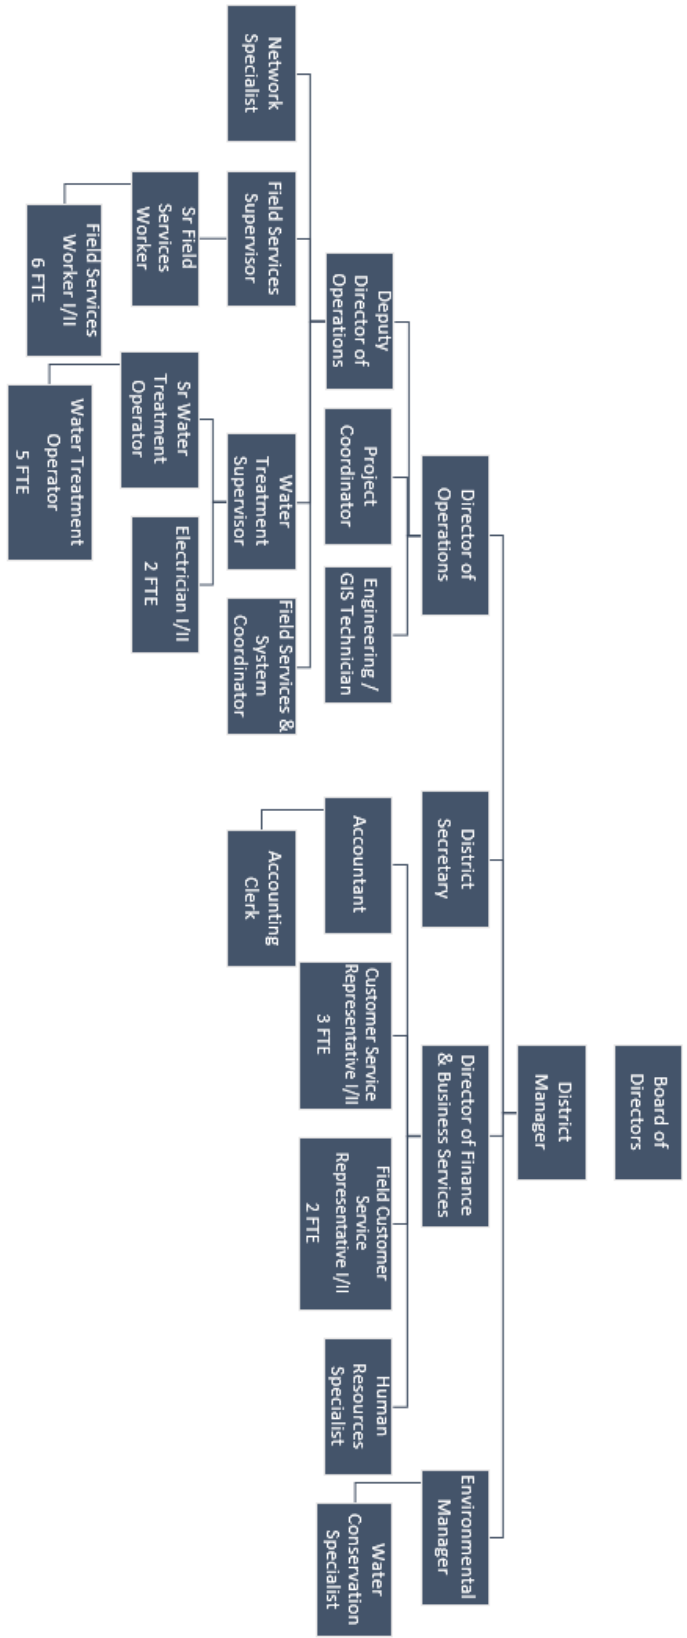 Board of
Directors
District
Manager
Director of
Operations
District
Secretary
Director of Finance
& Business Services
Environmental
Manager
Deputy
Director of
Operations
Project
Coordinator
Engineering /
GIS Technician
Accountant
Customer Service
Representative I/II
3 FTE
Field Customer
Service
Representative I/II
2 FTE
Human
Resources
Specialist
Water
Conservation
Specialist
Network
Specialist
Field Services
Supervisor
Water
Treatment
Supervisor
Field Services &
System
Coordinator
Accounting
Clerk
Sr Field
Services
Worker
Sr Water
Treatment
Operator
Electrician I/II
2 FTE
Field Services
Worker I/II
6 FTE
Water Treatment
Operator
5 FTE